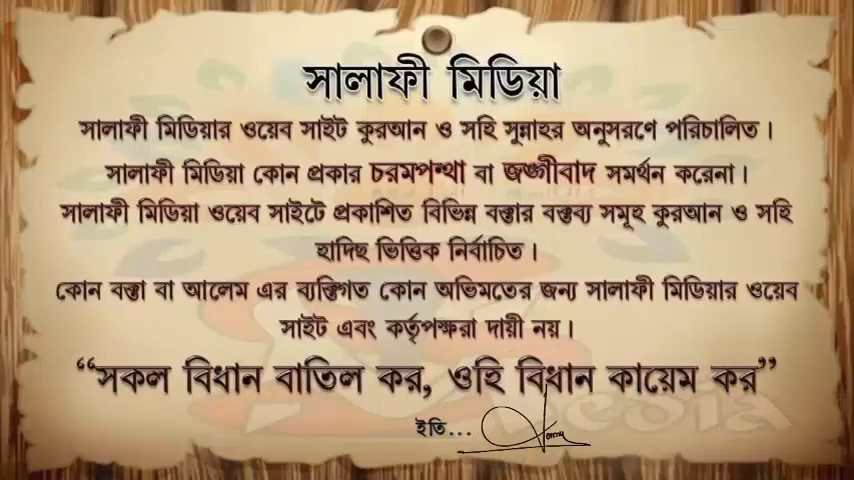 সালাফী মিডিয়া
সালাফী মিডিয়ার ওয়েব সাইট কুরআন ও সহি সুন্নাহর অনুসরণে পরিচালিত।
সালাফী মিডিয়া কোন প্রকার চরমপন্থা বা জঙ্গীবাদ সমর্থন করেনা।
সালাফী মিডিয়া ওয়েব সাইটে প্রকাশিত বিভিন্ন বক্তার বক্তব্য সমূহ কুরআন ও সহি
হাদিছ ভিত্তিক নির্বাচিত।
কোন বক্তা বা আলেম এর ব্যক্তিগত কোন অভিমতের জন্য সালাফী মিডিয়ার ওয়েব
সাইট এবং কর্তৃপক্ষরা দায়ী নয়।
“সকল বিধান বাতিল কর, ওহি বিধান কায়েম কর”
ইতি...